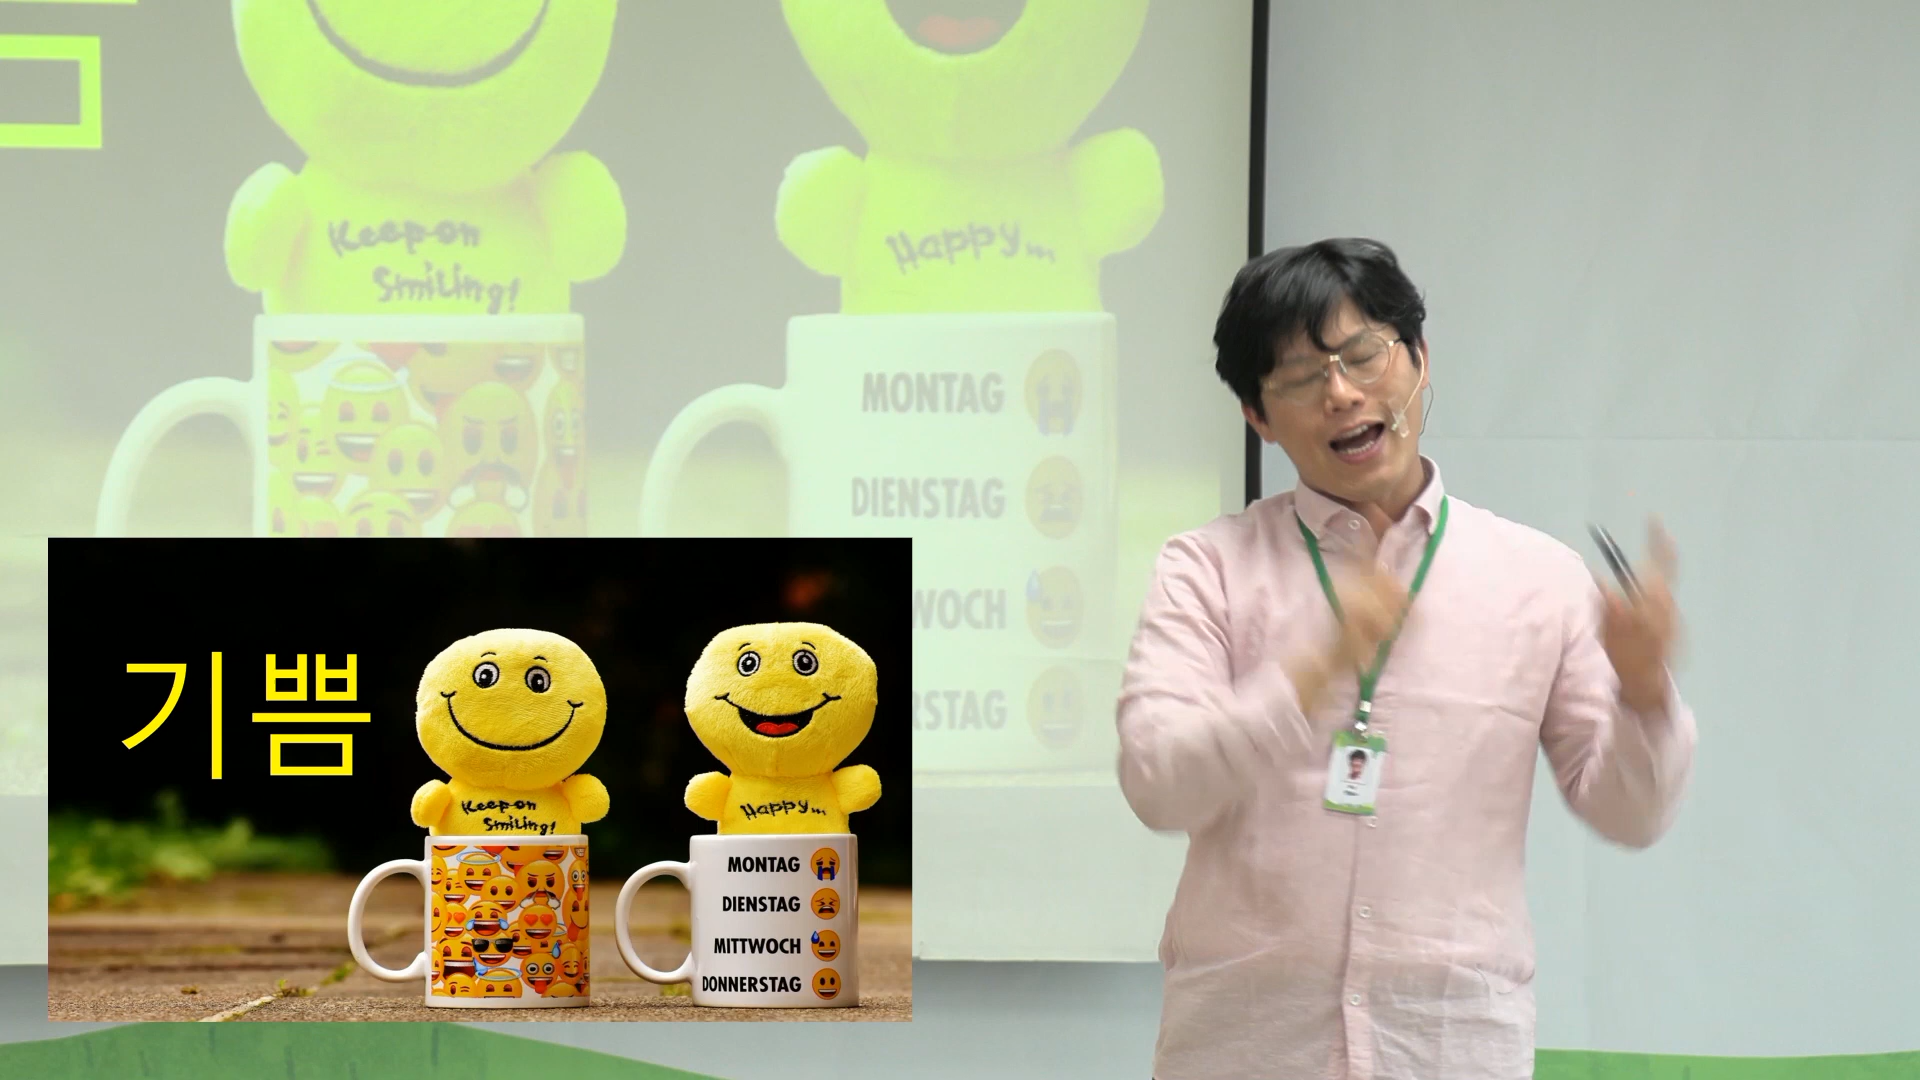 Keep on
Smiling!
Happy...
MONTAG
DIENSTAG
WOCH
RSTAG
기쁨
Keep on
Smiling!
Happy...
MONTAG
DIENSTAG
MITTWOCH
DONNERSTAG